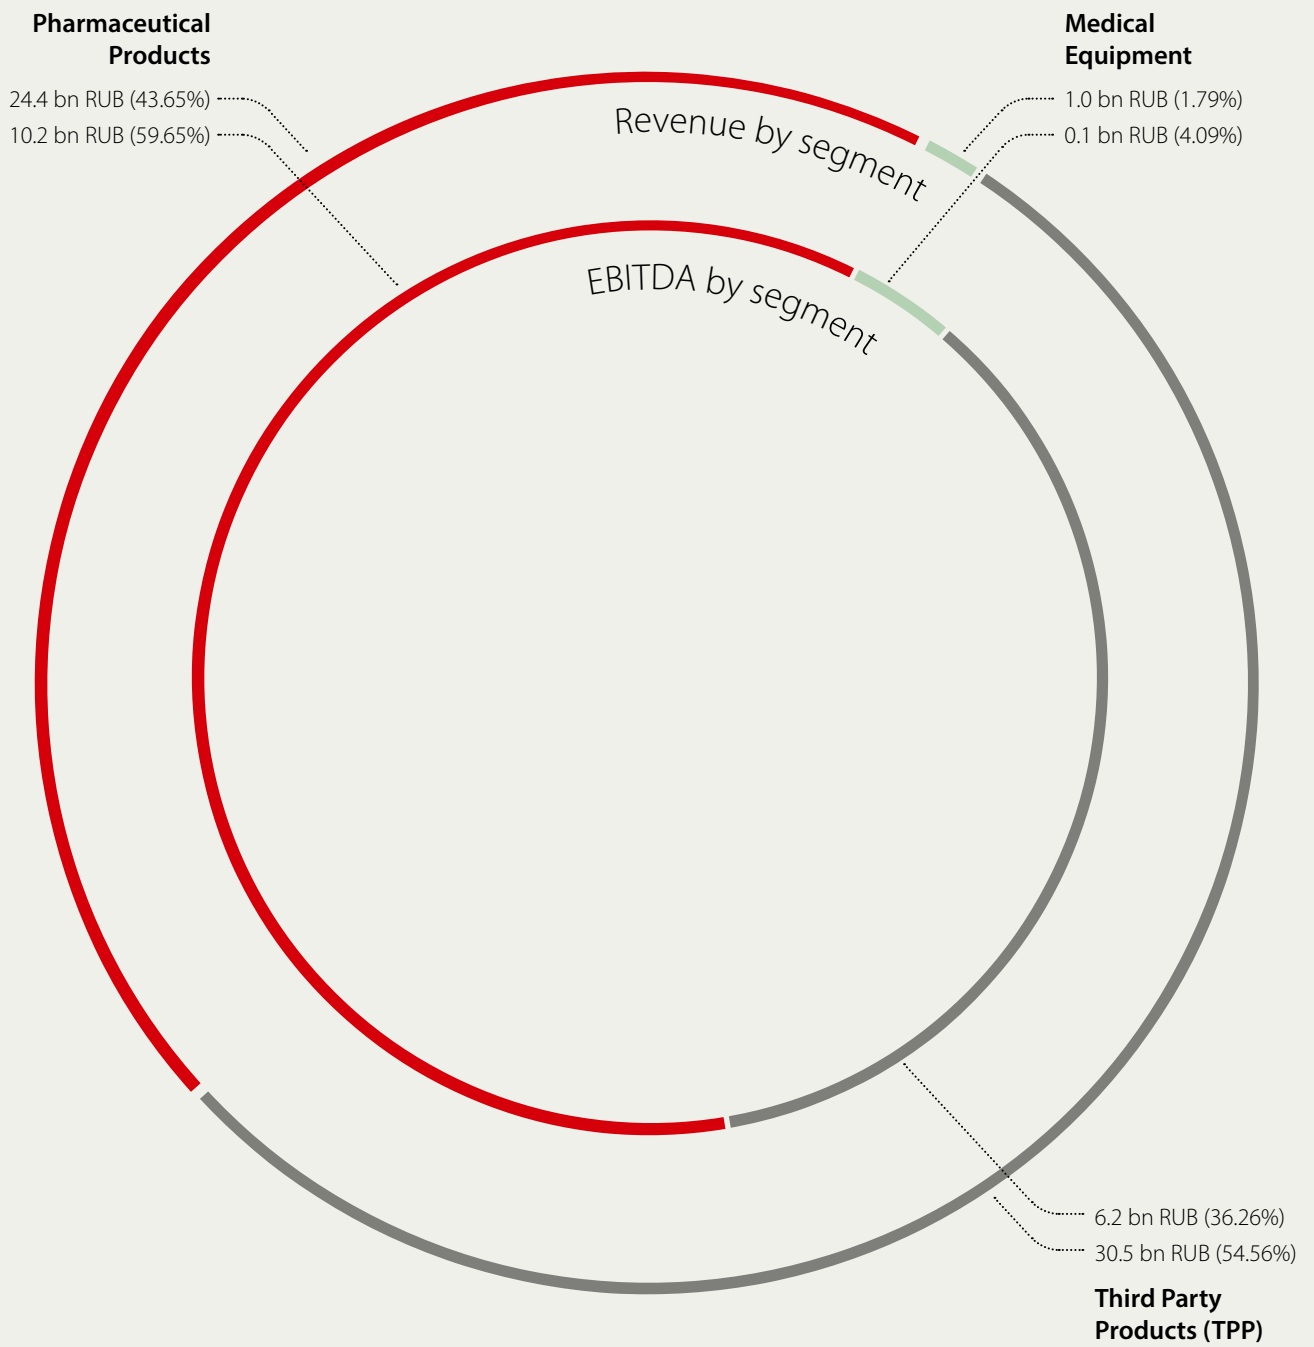 Pharmaceutical
Products
24.4 bn RUB (43.65%)
10.2 bn RUB (59.65%)
Medical
Equipment
1.0 bn RUB (1.79%)
0.1 bn RUB (4.09%)
Revenue by segment
EBITDA by segment
6.2 bn RUB (36.26%)
30.5 bn RUB (54.56%)
Third Party
Products (TPP)